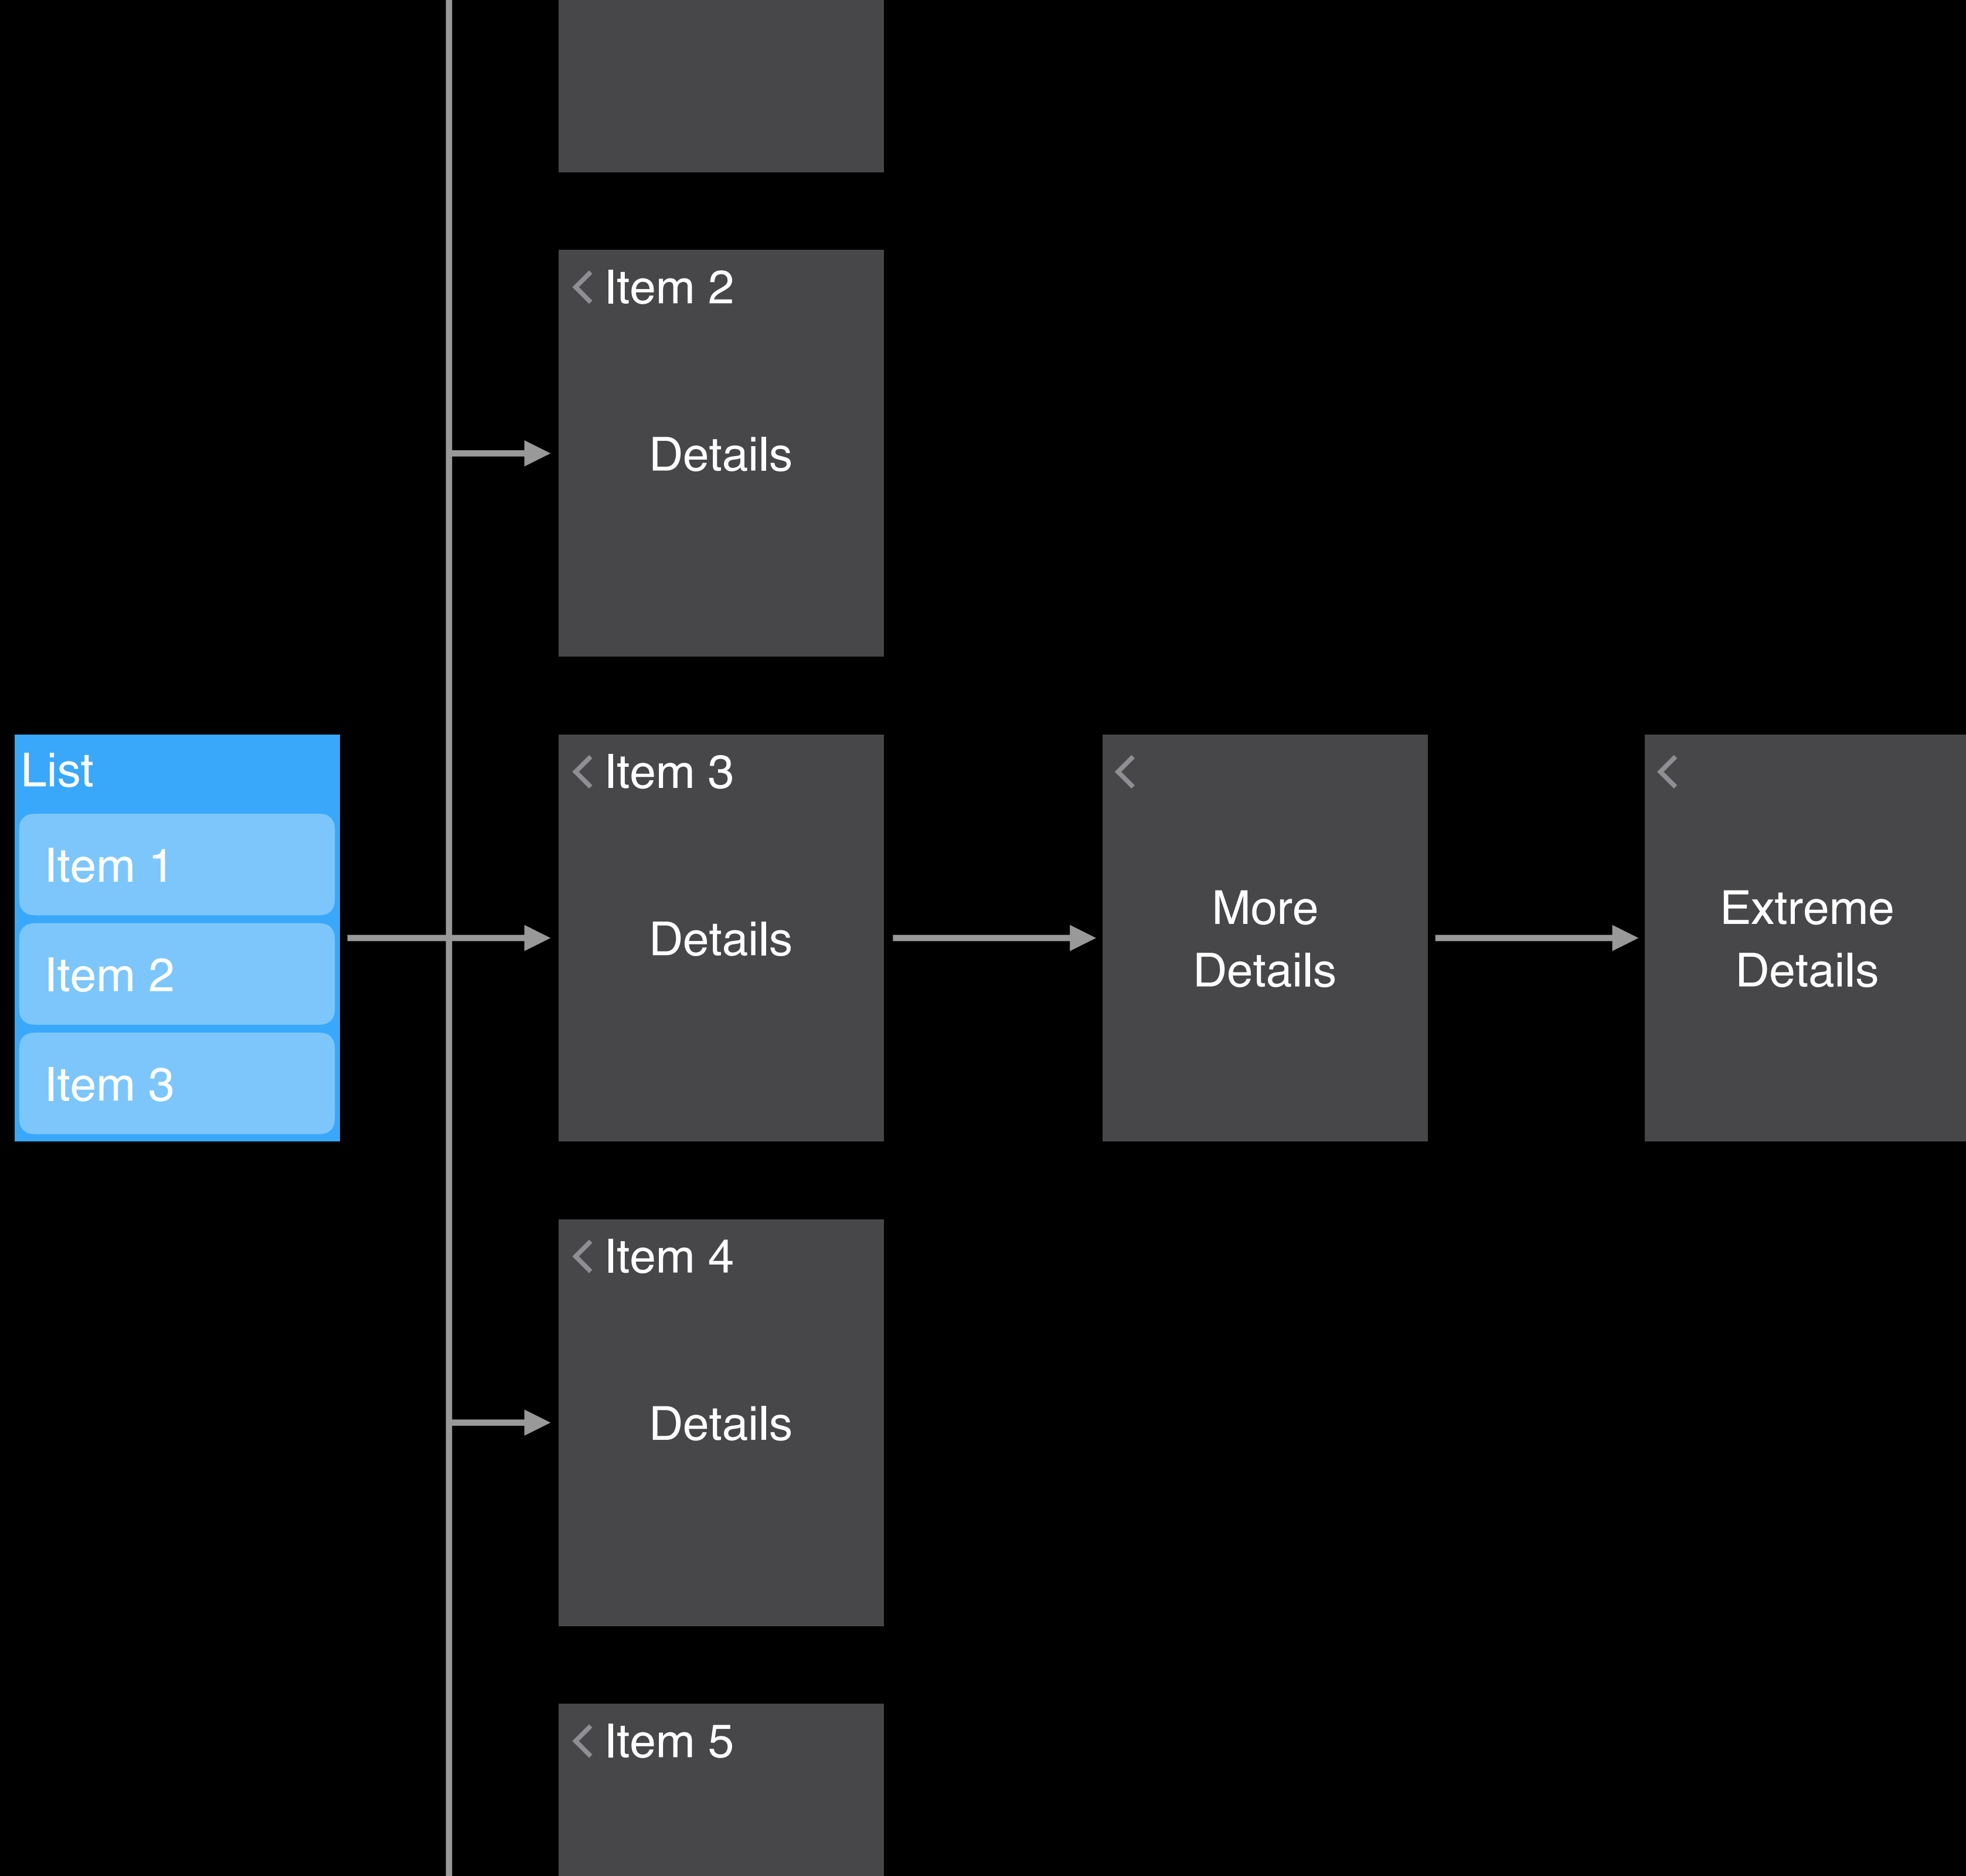 Item 2
Details
List
Item 1
Item 2
Item 3
Item 3
Details
More
Details
Extreme
Details
Item 4
Details
Item 5